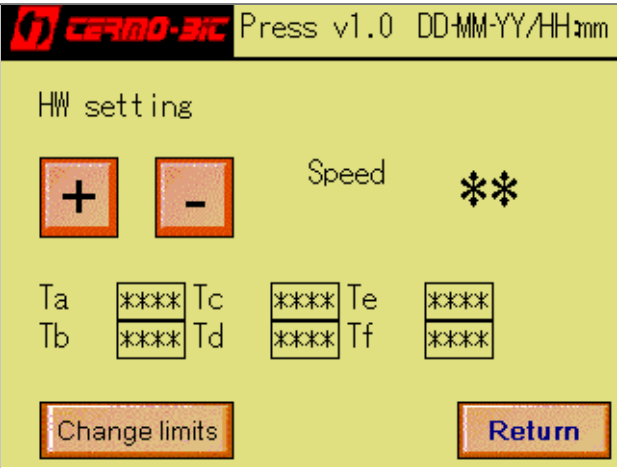 CERMO-BIC Press v1.0 DD-MM-YY/HH:mm
HW setting
+ - Speed **
Ta **** Tc **** Te ****
Tb **** Td **** Tf ****
Change limits Return